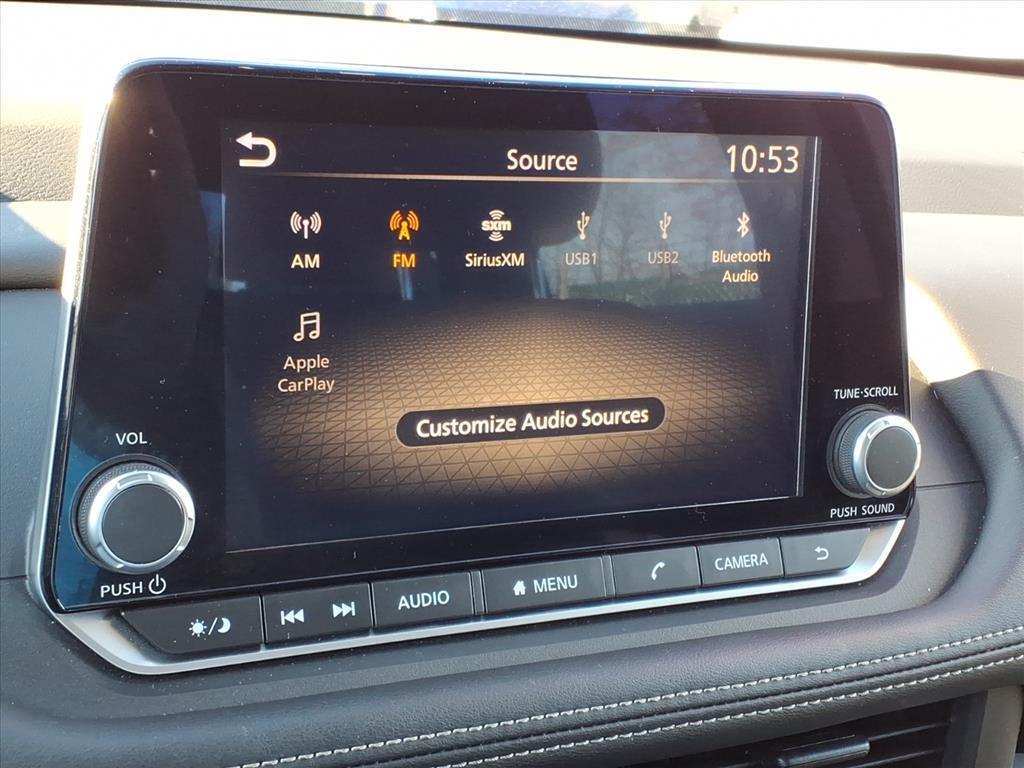 Source
10:53
AM
FM
sxm
SiriusXM
USB1
USB2
Bluetooth
Audio
Apple
CarPlay
Customize Audio Sources
VOL
PUSH
TUNE·SCROLL
PUSH SOUND
AUDIO
MENU
CAMERA